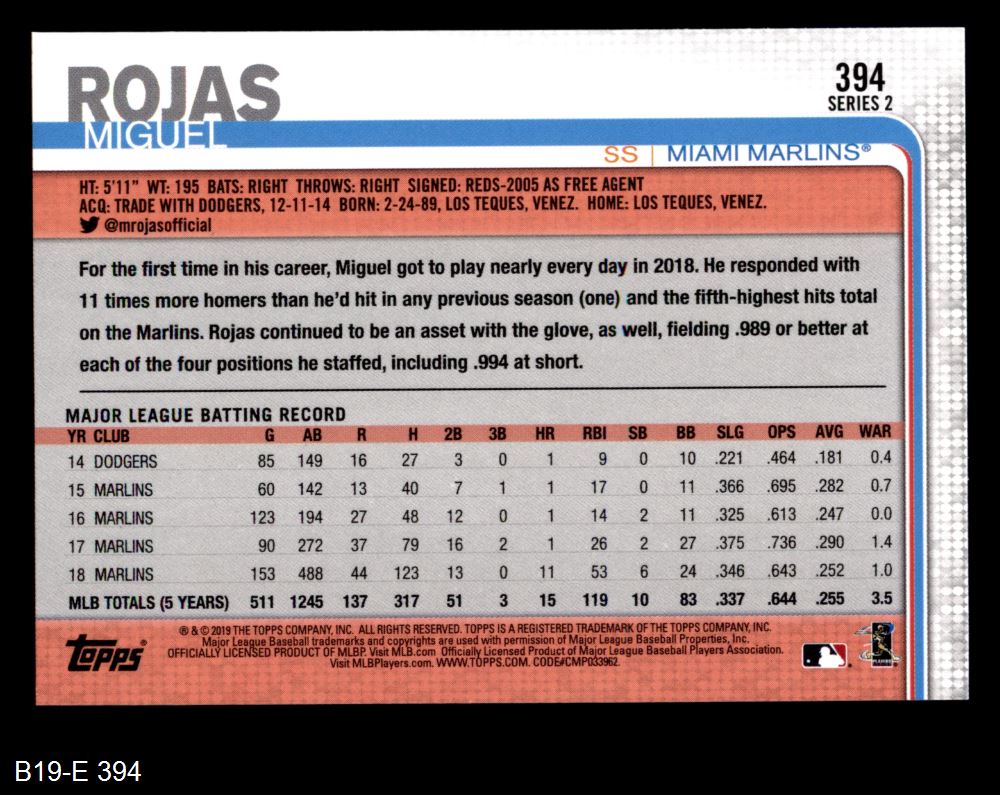 ROJAS
MIGUEL
394
SERIES 2
SS | MIAMI MARLINS®
HT: 5'11" WT: 195 BATS: RIGHT THROWS: RIGHT SIGNED: REDS-2005 AS FREE AGENT
ACQ: TRADE WITH DODGERS, 12-11-14 BORN: 2-24-89, LOS TEQUES, VENEZ. HOME: LOS TEQUES, VENEZ.
@mrojasofficial
For the first time in his career, Miguel got to play nearly every day in 2018. He responded with
11 times more homers than he'd hit in any previous season (one) and the fifth-highest hits total
on the Marlins. Rojas continued to be an asset with the glove, as well, fielding .989 or better at
each of the four positions he staffed, including .994 at short.
MAJOR LEAGUE BATTING RECORD
YR CLUB G AB R H 2B 3B HR RBI SB BB SLG OPS AVG WAR
14 DODGERS 85 149 16 27 3 0 1 9 0 10 .221 .464 .181 0.4
15 MARLINS 60 142 13 40 7 1 1 17 0 11 .366 .695 .282 0.7
16 MARLINS 123 194 27 48 12 0 1 14 2 11 .325 .613 .247 0.0
17 MARLINS 90 272 37 79 16 2 1 26 2 27 .375 .736 .290 1.4
18 MARLINS 153 488 44 123 13 0 11 53 6 24 .346 .643 .252 1.0
MLB TOTALS (5 YEARS) 511 1245 137 317 51 3 15 119 10 83 .337 .644 .255 3.5
Topps®
® & © 2019 THE TOPPS COMPANY, INC. ALL RIGHTS RESERVED. TOPPS IS A REGISTERED TRADEMARK OF THE TOPPS COMPANY, INC.
Major League Baseball trademarks and copyrights are used with permission of Major League Baseball Properties, Inc.
OFFICIALLY LICENSED PRODUCT OF MLBP. Visit MLB.com Officially Licensed Product of Major League Baseball Players Association.
Visit MLBPlayers.com. WWW.TOPPS.COM. CODE#CMP033962.
PLAYERS
B19-E 394